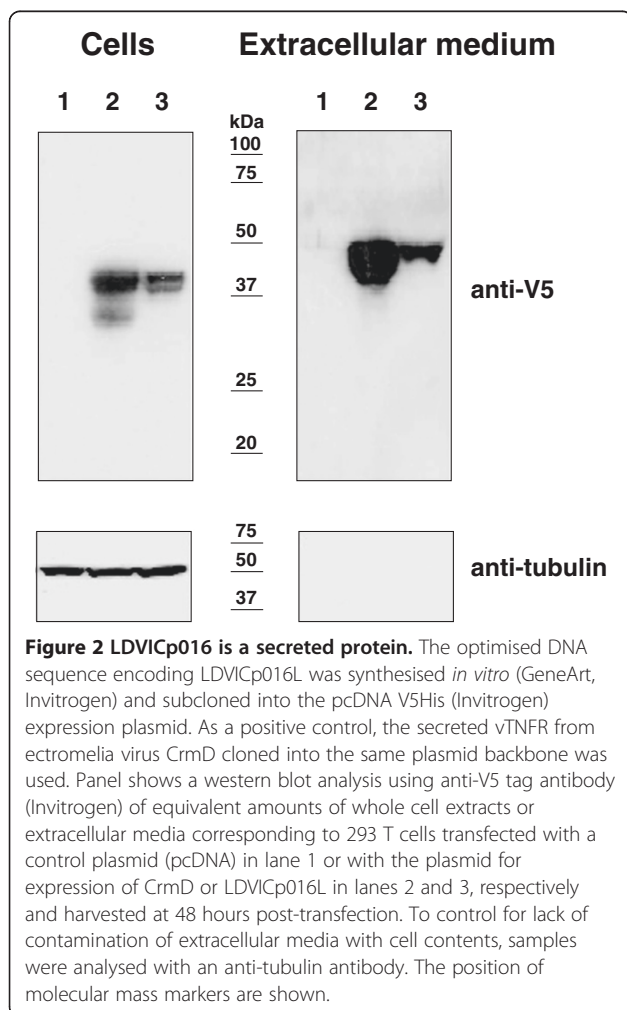 Cells Extracellular medium
1 2 3 1 2 3
kDa
100
75
50
37 anti-V5
25
20
75
50 anti-tubulin
37
Figure 2 LDVICp016 is a secreted protein. The optimised DNA
sequence encoding LDVICp016L was synthesised in vitro (GeneArt,
Invitrogen) and subcloned into the pcDNA V5His (Invitrogen)
expression plasmid. As a positive control, the secreted vTNFR from
ectromelia virus CrmD cloned into the same plasmid backbone was
used. Panel shows a western blot analysis using anti-V5 tag antibody
(Invitrogen) of equivalent amounts of whole cell extracts or
extracellular media corresponding to 293 T cells transfected with a
control plasmid (pcDNA) in lane 1 or with the plasmid for
expression of CrmD or LDVICp016L in lanes 2 and 3, respectively
and harvested at 48 hours post-transfection. To control for lack of
contamination of extracellular media with cell contents, samples
were analysed with an anti-tubulin antibody. The position of
molecular mass markers are shown.